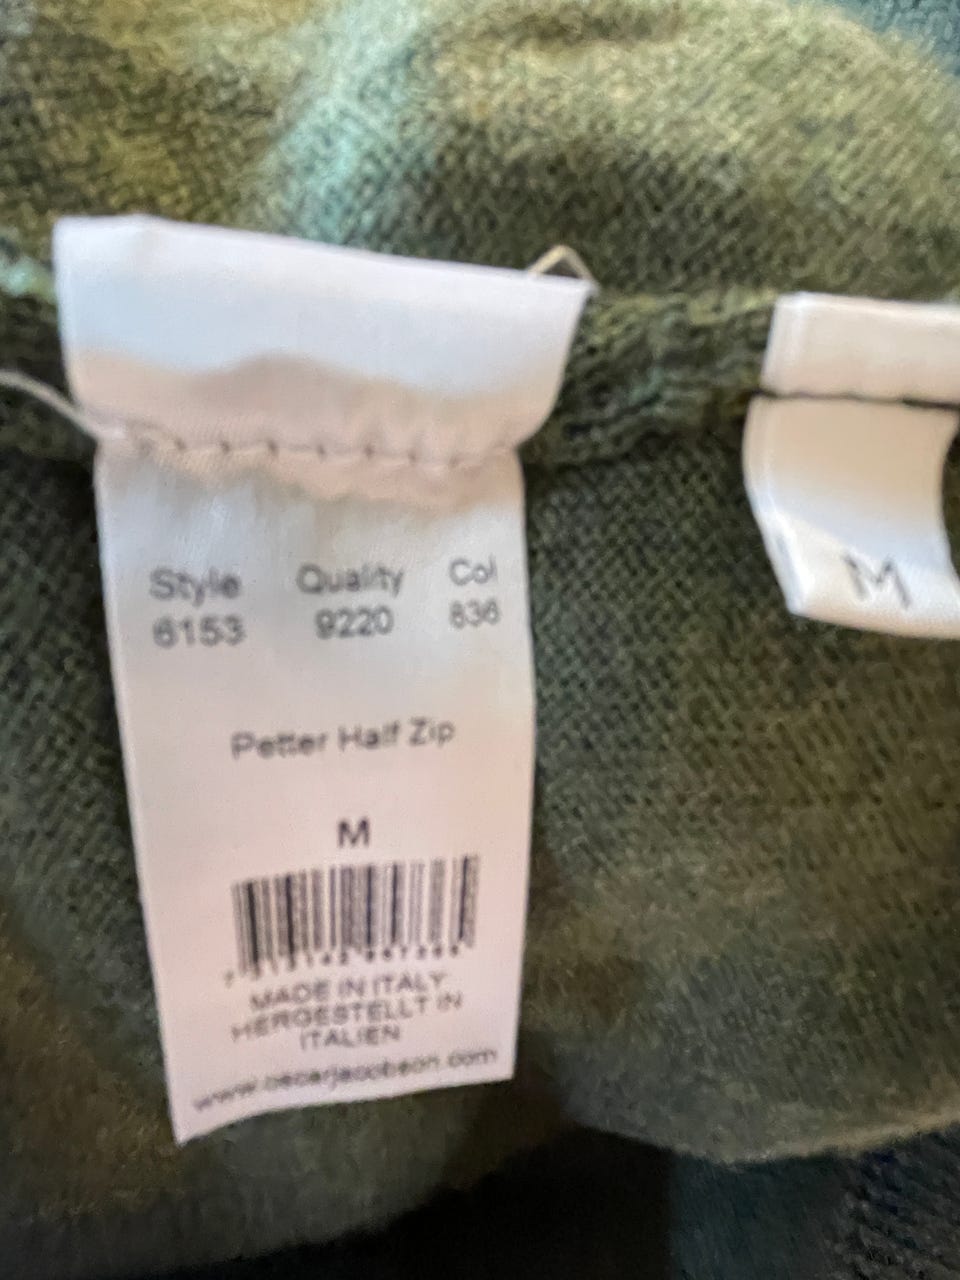 Style Quality Col
6153 9220 836
Petter Half Zip
M
MADE IN ITALY
HERGESTELLT IN
ITALIEN
www.oscarjacobson.com
M